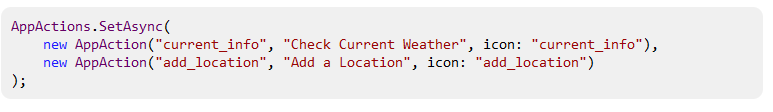 AppActions.SetAsync(
    new AppAction("current_info", "Check Current Weather", icon: "current_info"),
    new AppAction("add_location", "Add a Location", icon: "add_location")
);